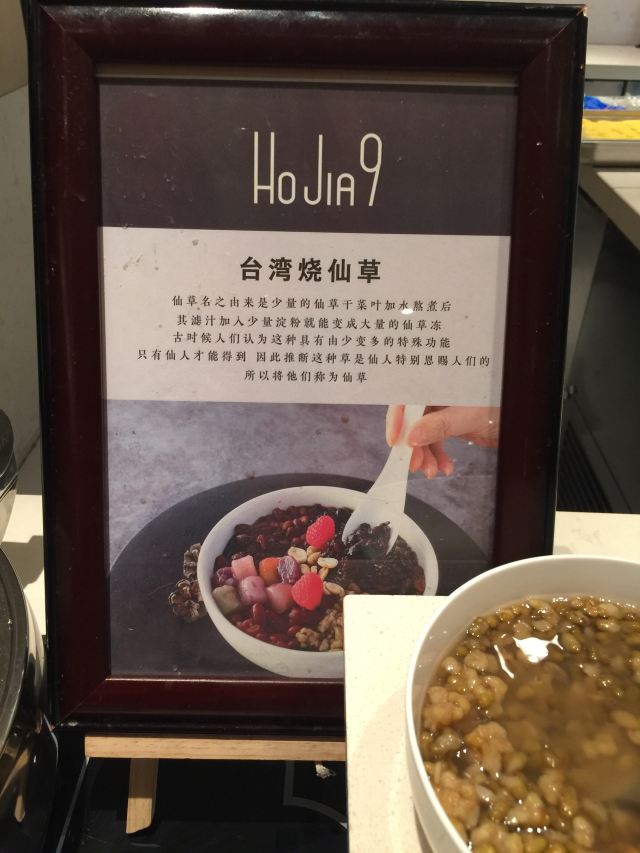 HO JIA 9
台湾烧仙草
仙草名之由来是少量的仙草干菜叶加水熬煮后
其滤汁加入少量淀粉就能变成大量的仙草冻
古时候人们认为这种具有由少变多的特殊功能
只有仙人才能得到 因此推断这种草是仙人特别恩赐人们的
所以将他们称为仙草